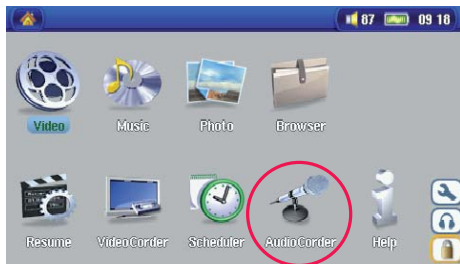 87 09 18
Video Music Photo Browser
Resume VideoCorder Scheduler AudioCorder Help